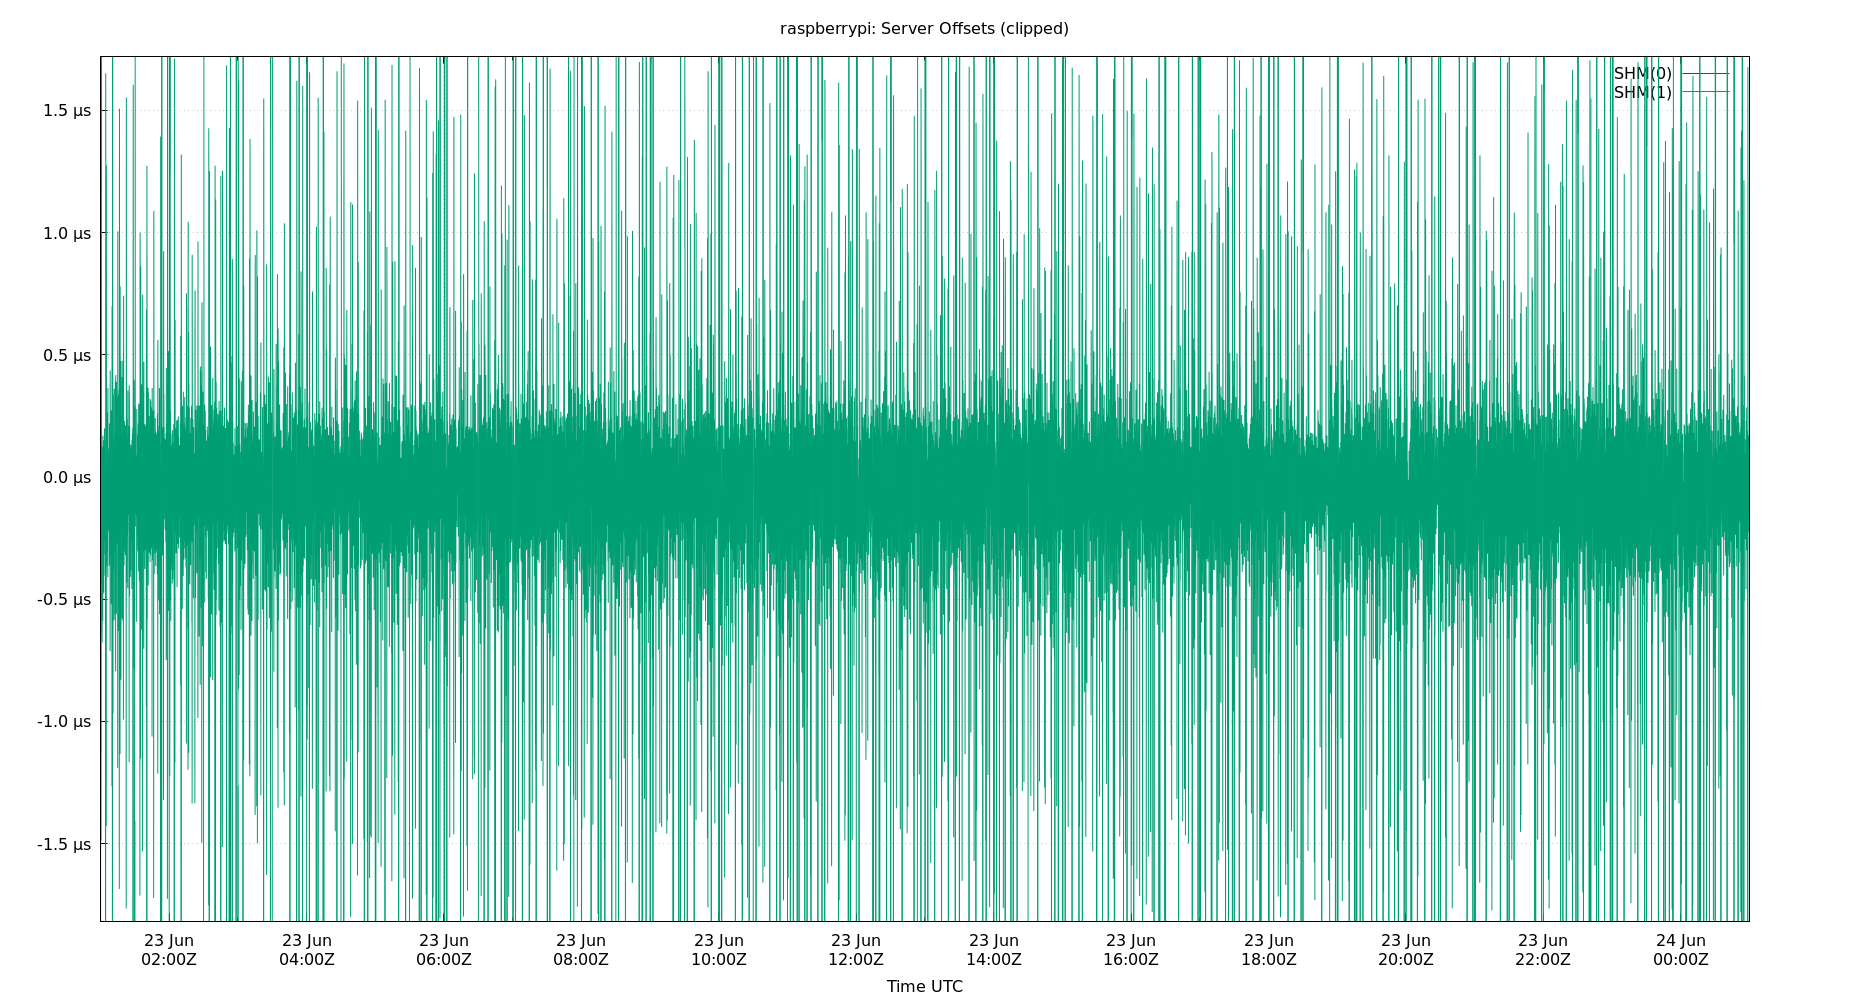 raspberrypi: Server Offsets (clipped)
SHM(0)
SHM(1)
1.5 µs
1.0 µs
0.5 µs
0.0 µs
-0.5 µs
-1.0 µs
-1.5 µs
23 Jun 23 Jun 23 Jun 23 Jun 23 Jun 23 Jun 23 Jun 23 Jun 23 Jun 23 Jun 23 Jun 24 Jun
02:00Z 04:00Z 06:00Z 08:00Z 10:00Z 12:00Z 14:00Z 16:00Z 18:00Z 20:00Z 22:00Z 00:00Z
Time UTC